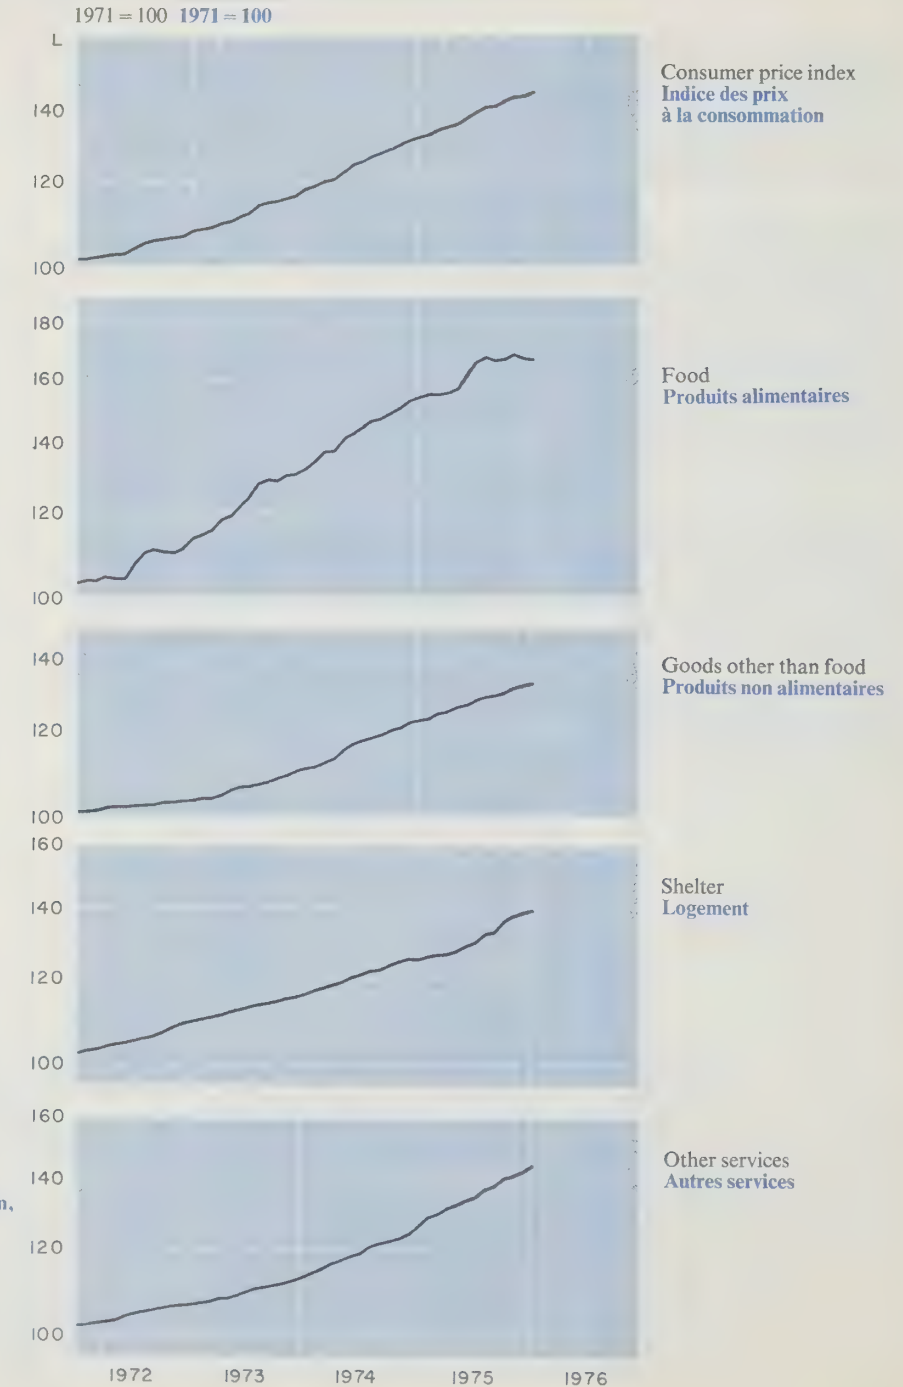 1971 = 100 1971 = 100
L
140
120
100
Consumer price index
Indice des prix
à la consommation
180
160
140
120
100
Food
Produits alimentaires
140
120
100
Goods other than food
Produits non alimentaires
160
140
120
100
Shelter
Logement
160
140
120
100
Other services
Autres services
n,
1972 1973 1974 1975 1976